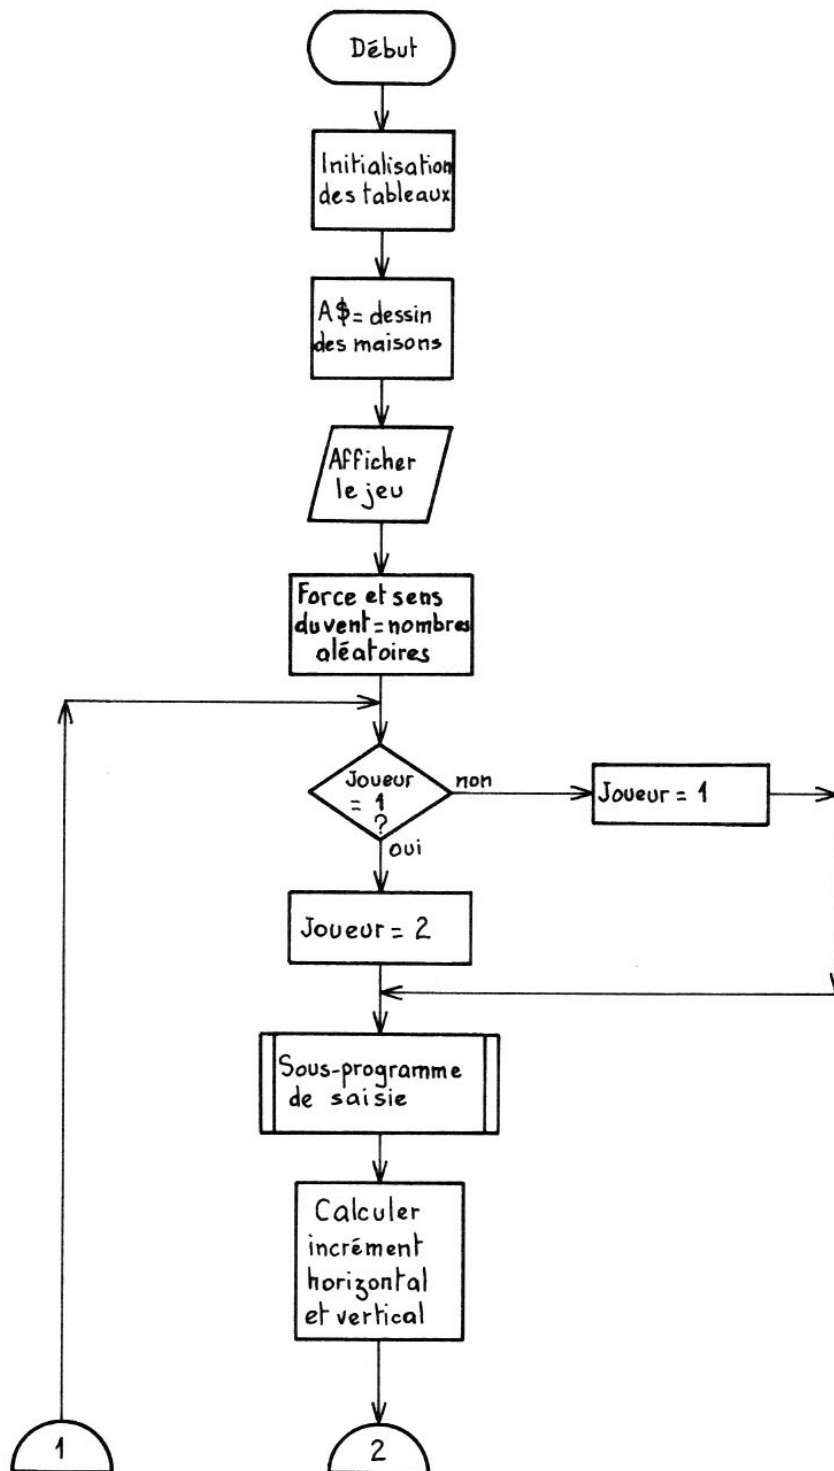 Début
Initialisation
des tableaux
A$ = dessin
des maisons
Afficher
le jeu
Force et sens
du vent = nombres
aléatoires
Joueur
= 1
?
non
Joueur = 1
oui
Joueur = 2
Sous-programme
de saisie
Calculer
incrément
horizontal
et vertical
1
2